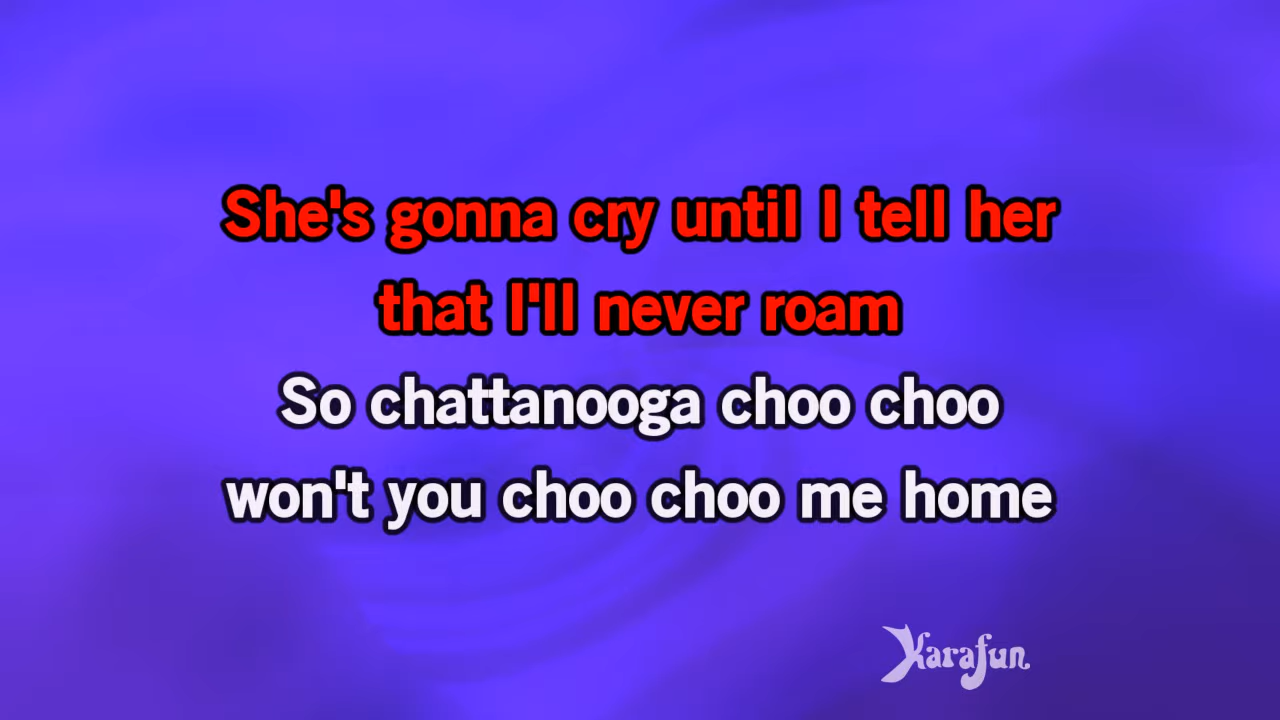 She's gonna cry until I tell her
that I'll never roam
So chattanooga choo choo
won't you choo choo me home
Karafun